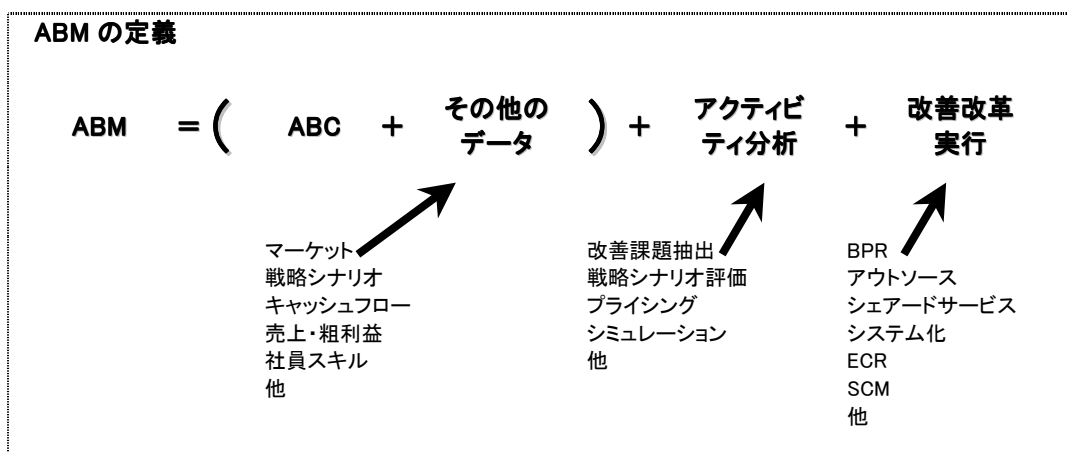 ABM の定義
ABM = ( ABC + その他の
データ ) + アクティビ
ティ分析 + 改善改革
実行
マーケット
戦略シナリオ
キャッシュフロー
売上・粗利益
社員スキル
他
改善課題抽出
戦略シナリオ評価
プライシング
シミュレーション
他
BPR
アウトソース
シェアードサービス
システム化
ECR
SCM
他